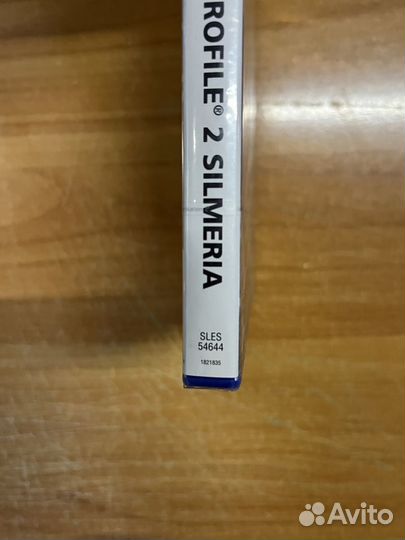 ROFILE® 2 SILMERIA
SLES
54644
1821835
Avito